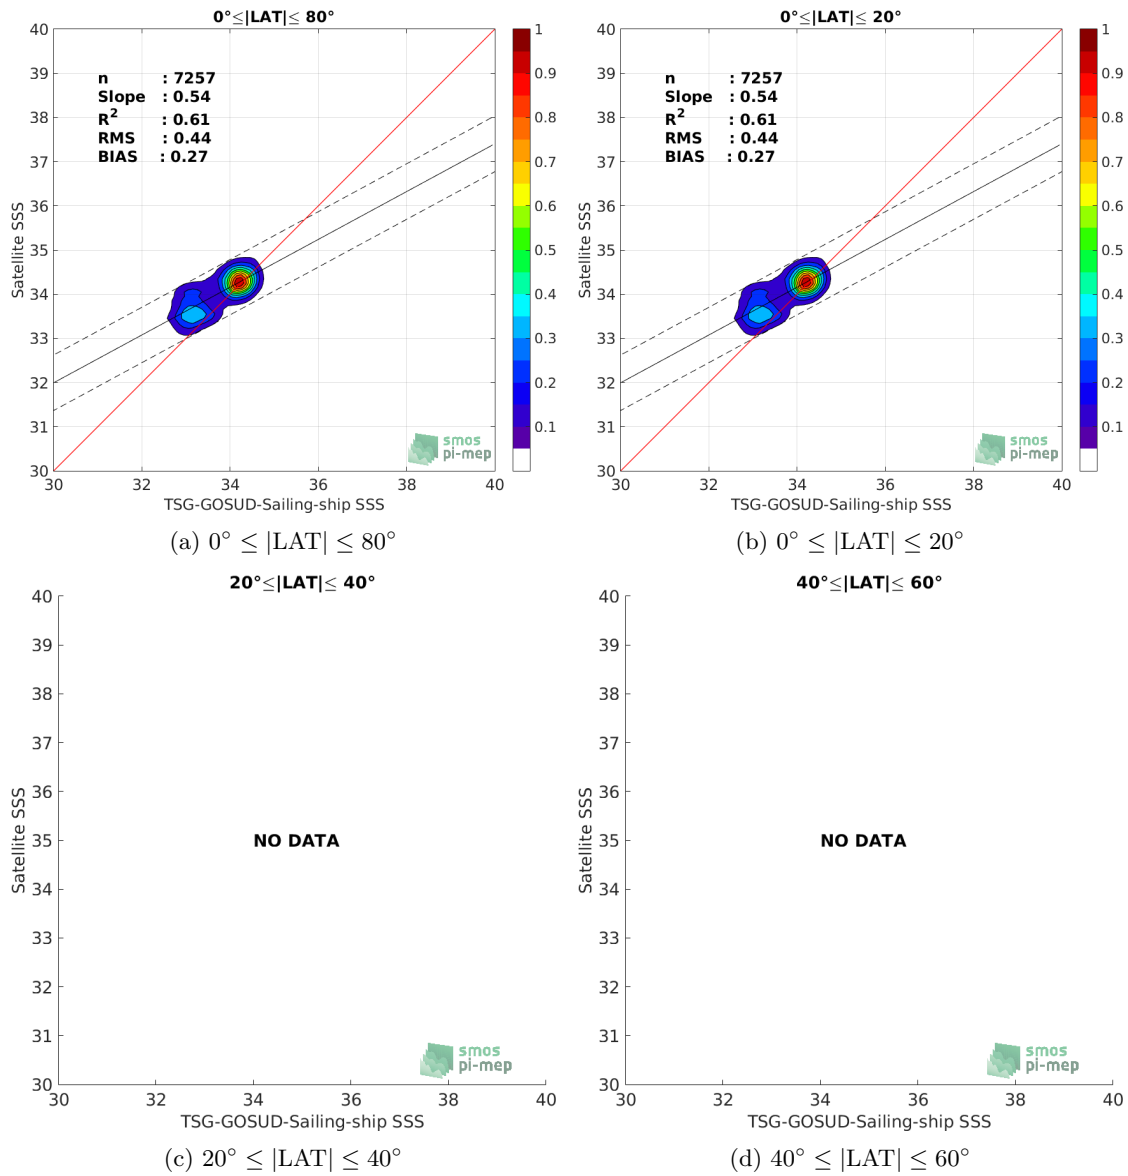 0°≤|LAT|≤ 80°
40
39
38
37
36
35
34
33
32
31
30
Satellite SSS
n : 7257
Slope : 0.54
R² : 0.61
RMS : 0.44
BIAS : 0.27
smos
pi-mep
30 32 34 36 38 40
TSG-GOSUD-Sailing-ship SSS
1
0.9
0.8
0.7
0.6
0.5
0.4
0.3
0.2
0.1
(a) 0° ≤ |LAT| ≤ 80°
0°≤|LAT|≤ 20°
40
39
38
37
36
35
34
33
32
31
30
Satellite SSS
n : 7257
Slope : 0.54
R² : 0.61
RMS : 0.44
BIAS : 0.27
smos
pi-mep
30 32 34 36 38 40
TSG-GOSUD-Sailing-ship SSS
1
0.9
0.8
0.7
0.6
0.5
0.4
0.3
0.2
0.1
(b) 0° ≤ |LAT| ≤ 20°
20°≤|LAT|≤ 40°
40
39
38
37
36
35
34
33
32
31
30
Satellite SSS
NO DATA
smos
pi-mep
30 32 34 36 38 40
TSG-GOSUD-Sailing-ship SSS
(c) 20° ≤ |LAT| ≤ 40°
40°≤|LAT|≤ 60°
40
39
38
37
36
35
34
33
32
31
30
Satellite SSS
NO DATA
smos
pi-mep
30 32 34 36 38 40
TSG-GOSUD-Sailing-ship SSS
(d) 40° ≤ |LAT| ≤ 60°